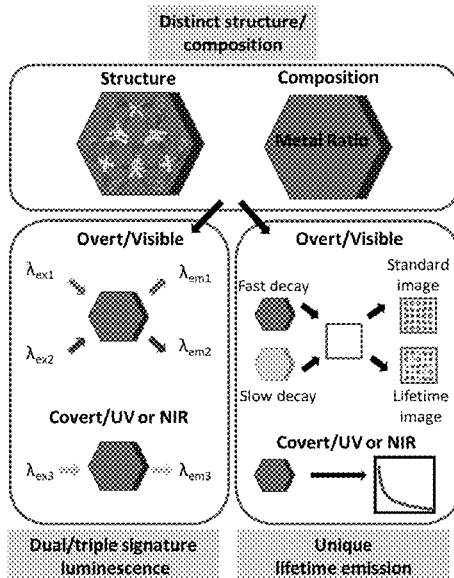 Distinct structure/
composition
Structure
Composition
Metal Ratio
Overt/Visible
λex1
λem1
λex2
λem2
Covert/UV or NIR
λex3
λem3
Overt/Visible
Fast decay
Slow decay
Standard
image
Lifetime
image
Covert/UV or NIR
Dual/triple signature
luminescence
Unique
lifetime emission